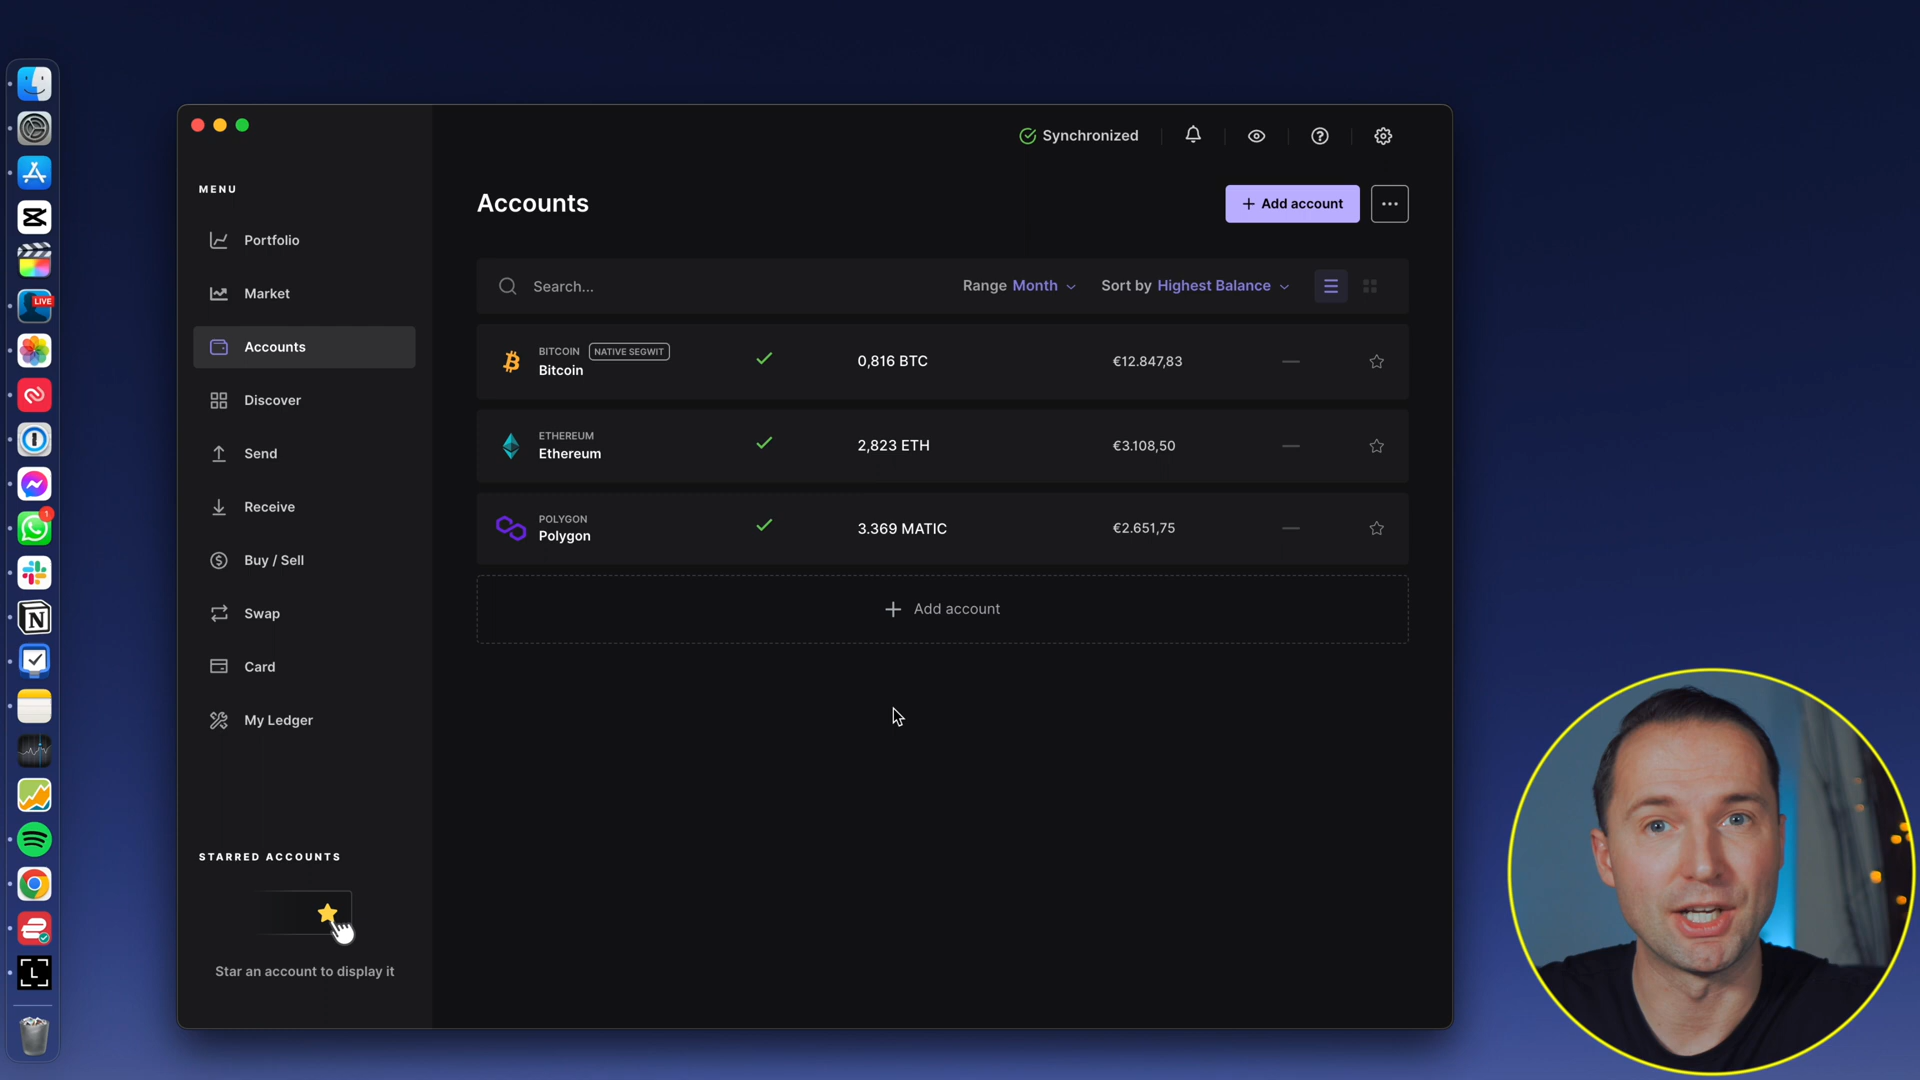 LIVE
1
L
Synchronized
MENU
Portfolio
Market
Accounts
Discover
Send
Receive
Buy / Sell
Swap
Card
My Ledger
STARRED ACCOUNTS
Star an account to display it
Accounts
+ Add account
Search...
Range Month
Sort by Highest Balance
BITCOIN NATIVE SEGWIT
Bitcoin
0,816 BTC
€12.847,83
ETHEREUM
Ethereum
2,823 ETH
€3.108,50
POLYGON
Polygon
3.369 MATIC
€2.651,75
+ Add account